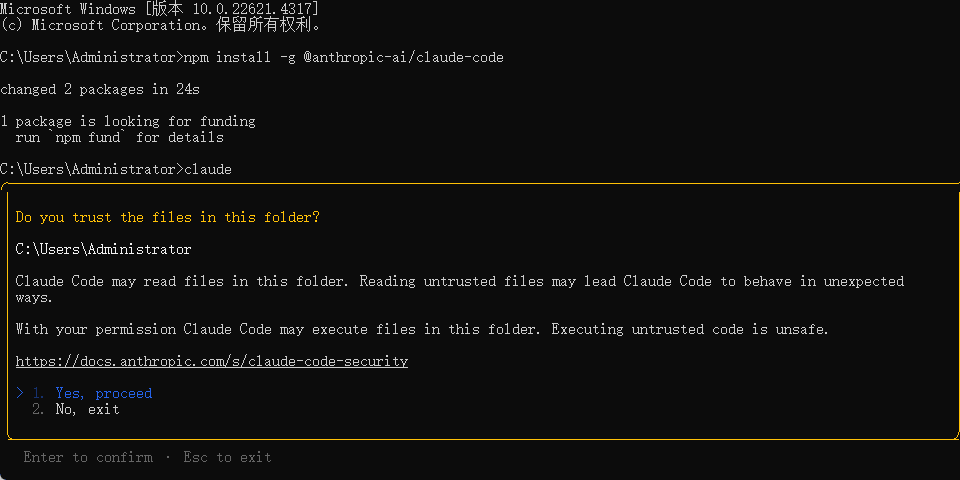 Microsoft Windows [版本 10.0.22621.4317]
(c) Microsoft Corporation。保留所有权利。
C:\Users\Administrator>npm install -g @anthropic-ai/claude-code
changed 2 packages in 24s
1 package is looking for funding
run `npm fund` for details
C:\Users\Administrator>claude
Do you trust the files in this folder?
C:\Users\Administrator
Claude Code may read files in this folder. Reading untrusted files may lead Claude Code to behave in unexpected
ways.
With your permission Claude Code may execute files in this folder. Executing untrusted code is unsafe.
https://docs.anthropic.com/s/claude-code-security
> 1. Yes, proceed
2. No, exit
Enter to confirm · Esc to exit